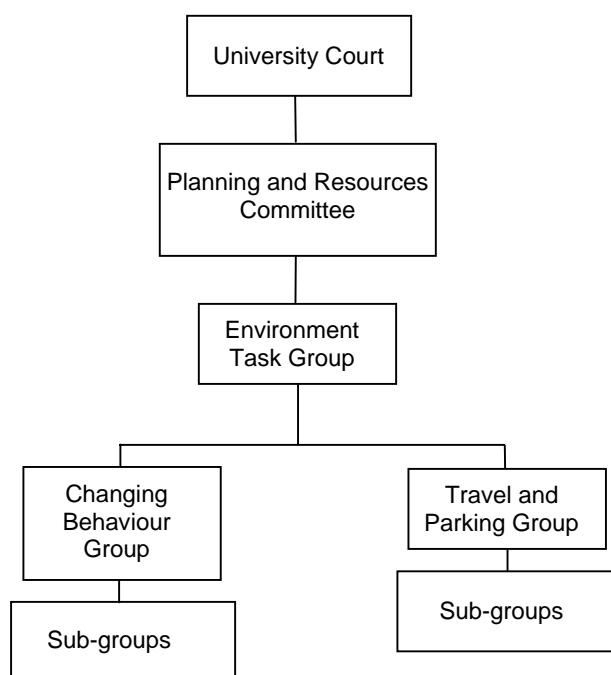 University Court
Planning and Resources
Committee
Environment
Task Group
Changing
Behaviour
Group
Travel and
Parking Group
Sub-groups
Sub-groups